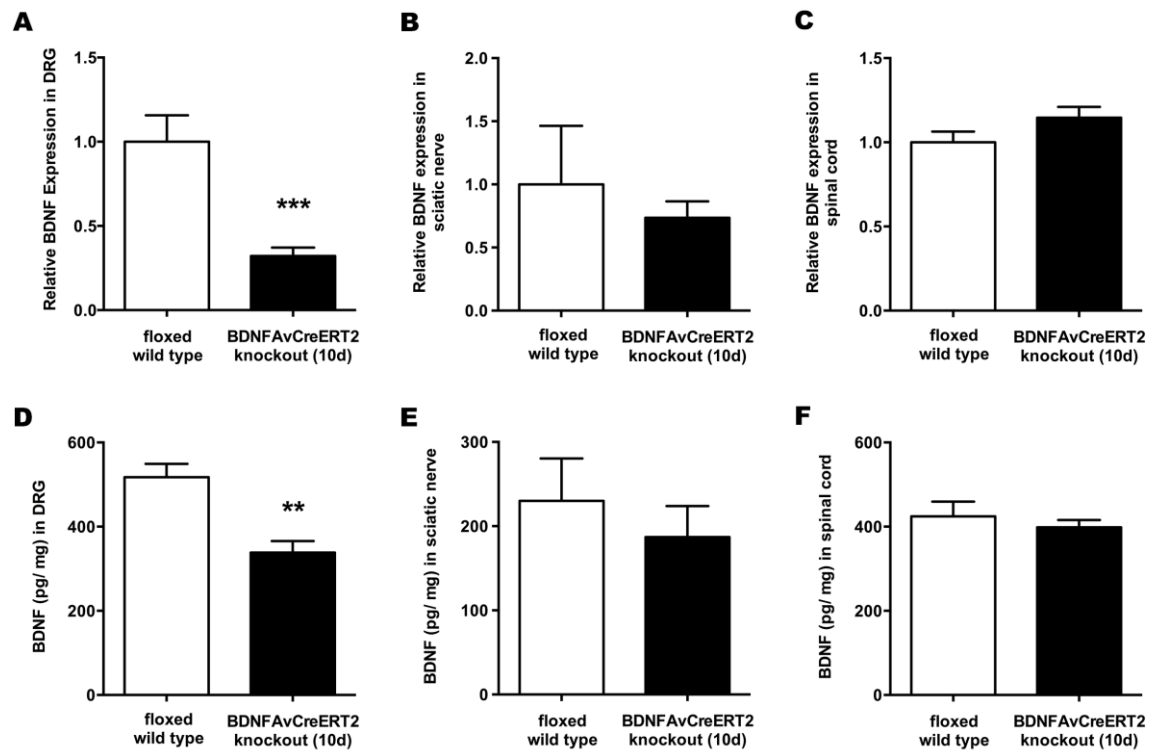 A
Relative BDNF Expression in DRG
1.5
1.0
0.5
0.0
***
floxed
wild type
BDNFAvCreERT2
knockout (10d)
B
Relative BDNF expression in
sciatic nerve
2.0
1.5
1.0
0.5
0.0
floxed
wild type
BDNFAvCreERT2
knockout (10d)
C
Relative BDNF expression in
spinal cord
1.5
1.0
0.5
0.0
floxed
wild type
BDNFAvCreERT2
knockout (10d)
D
BDNF (pg/ mg) in DRG
600
400
200
0
**
floxed
wild type
BDNFAvCreERT2
knockout (10d)
E
BDNF (pg/ mg) in sciatic nerve
300
200
100
0
floxed
wild type
BDNFAvCreERT2
knockout (10d)
F
BDNF (pg/ mg) in spinal cord
600
400
200
0
floxed
wild type
BDNFAvCreERT2
knockout (10d)